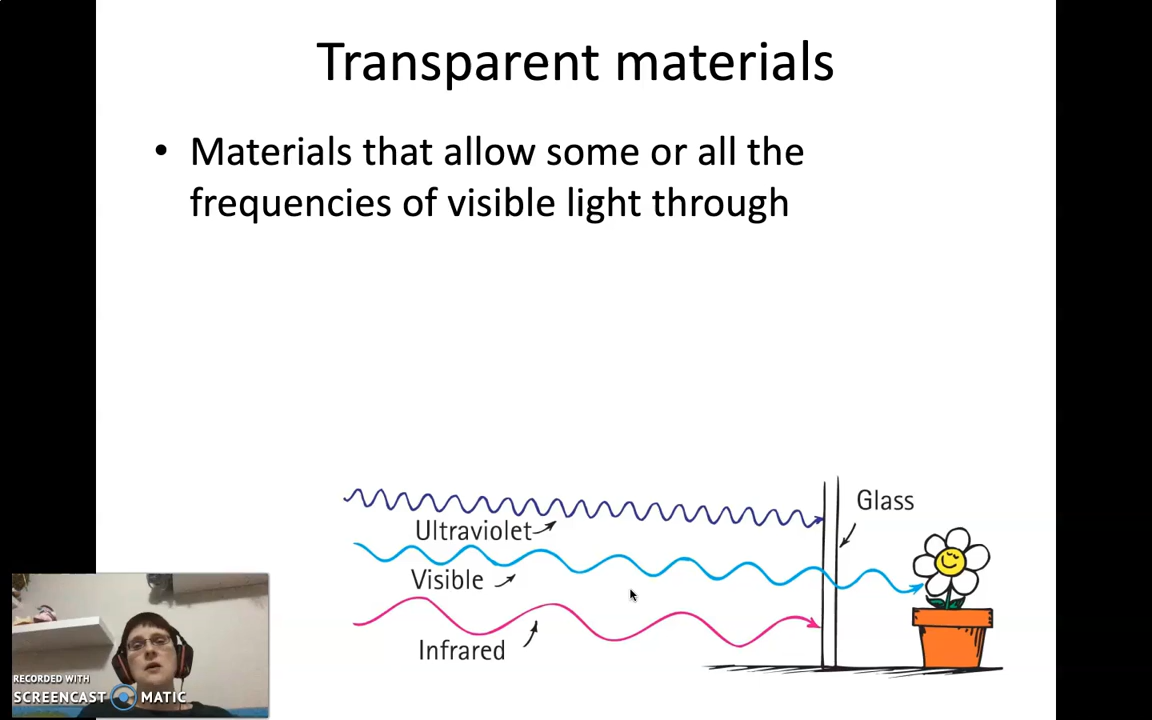 Transparent materials
• Materials that allow some or all the
frequencies of visible light through
Glass
Ultraviolet
Visible
Infrared
RECORDED WITH
SCREENCAST MATIC